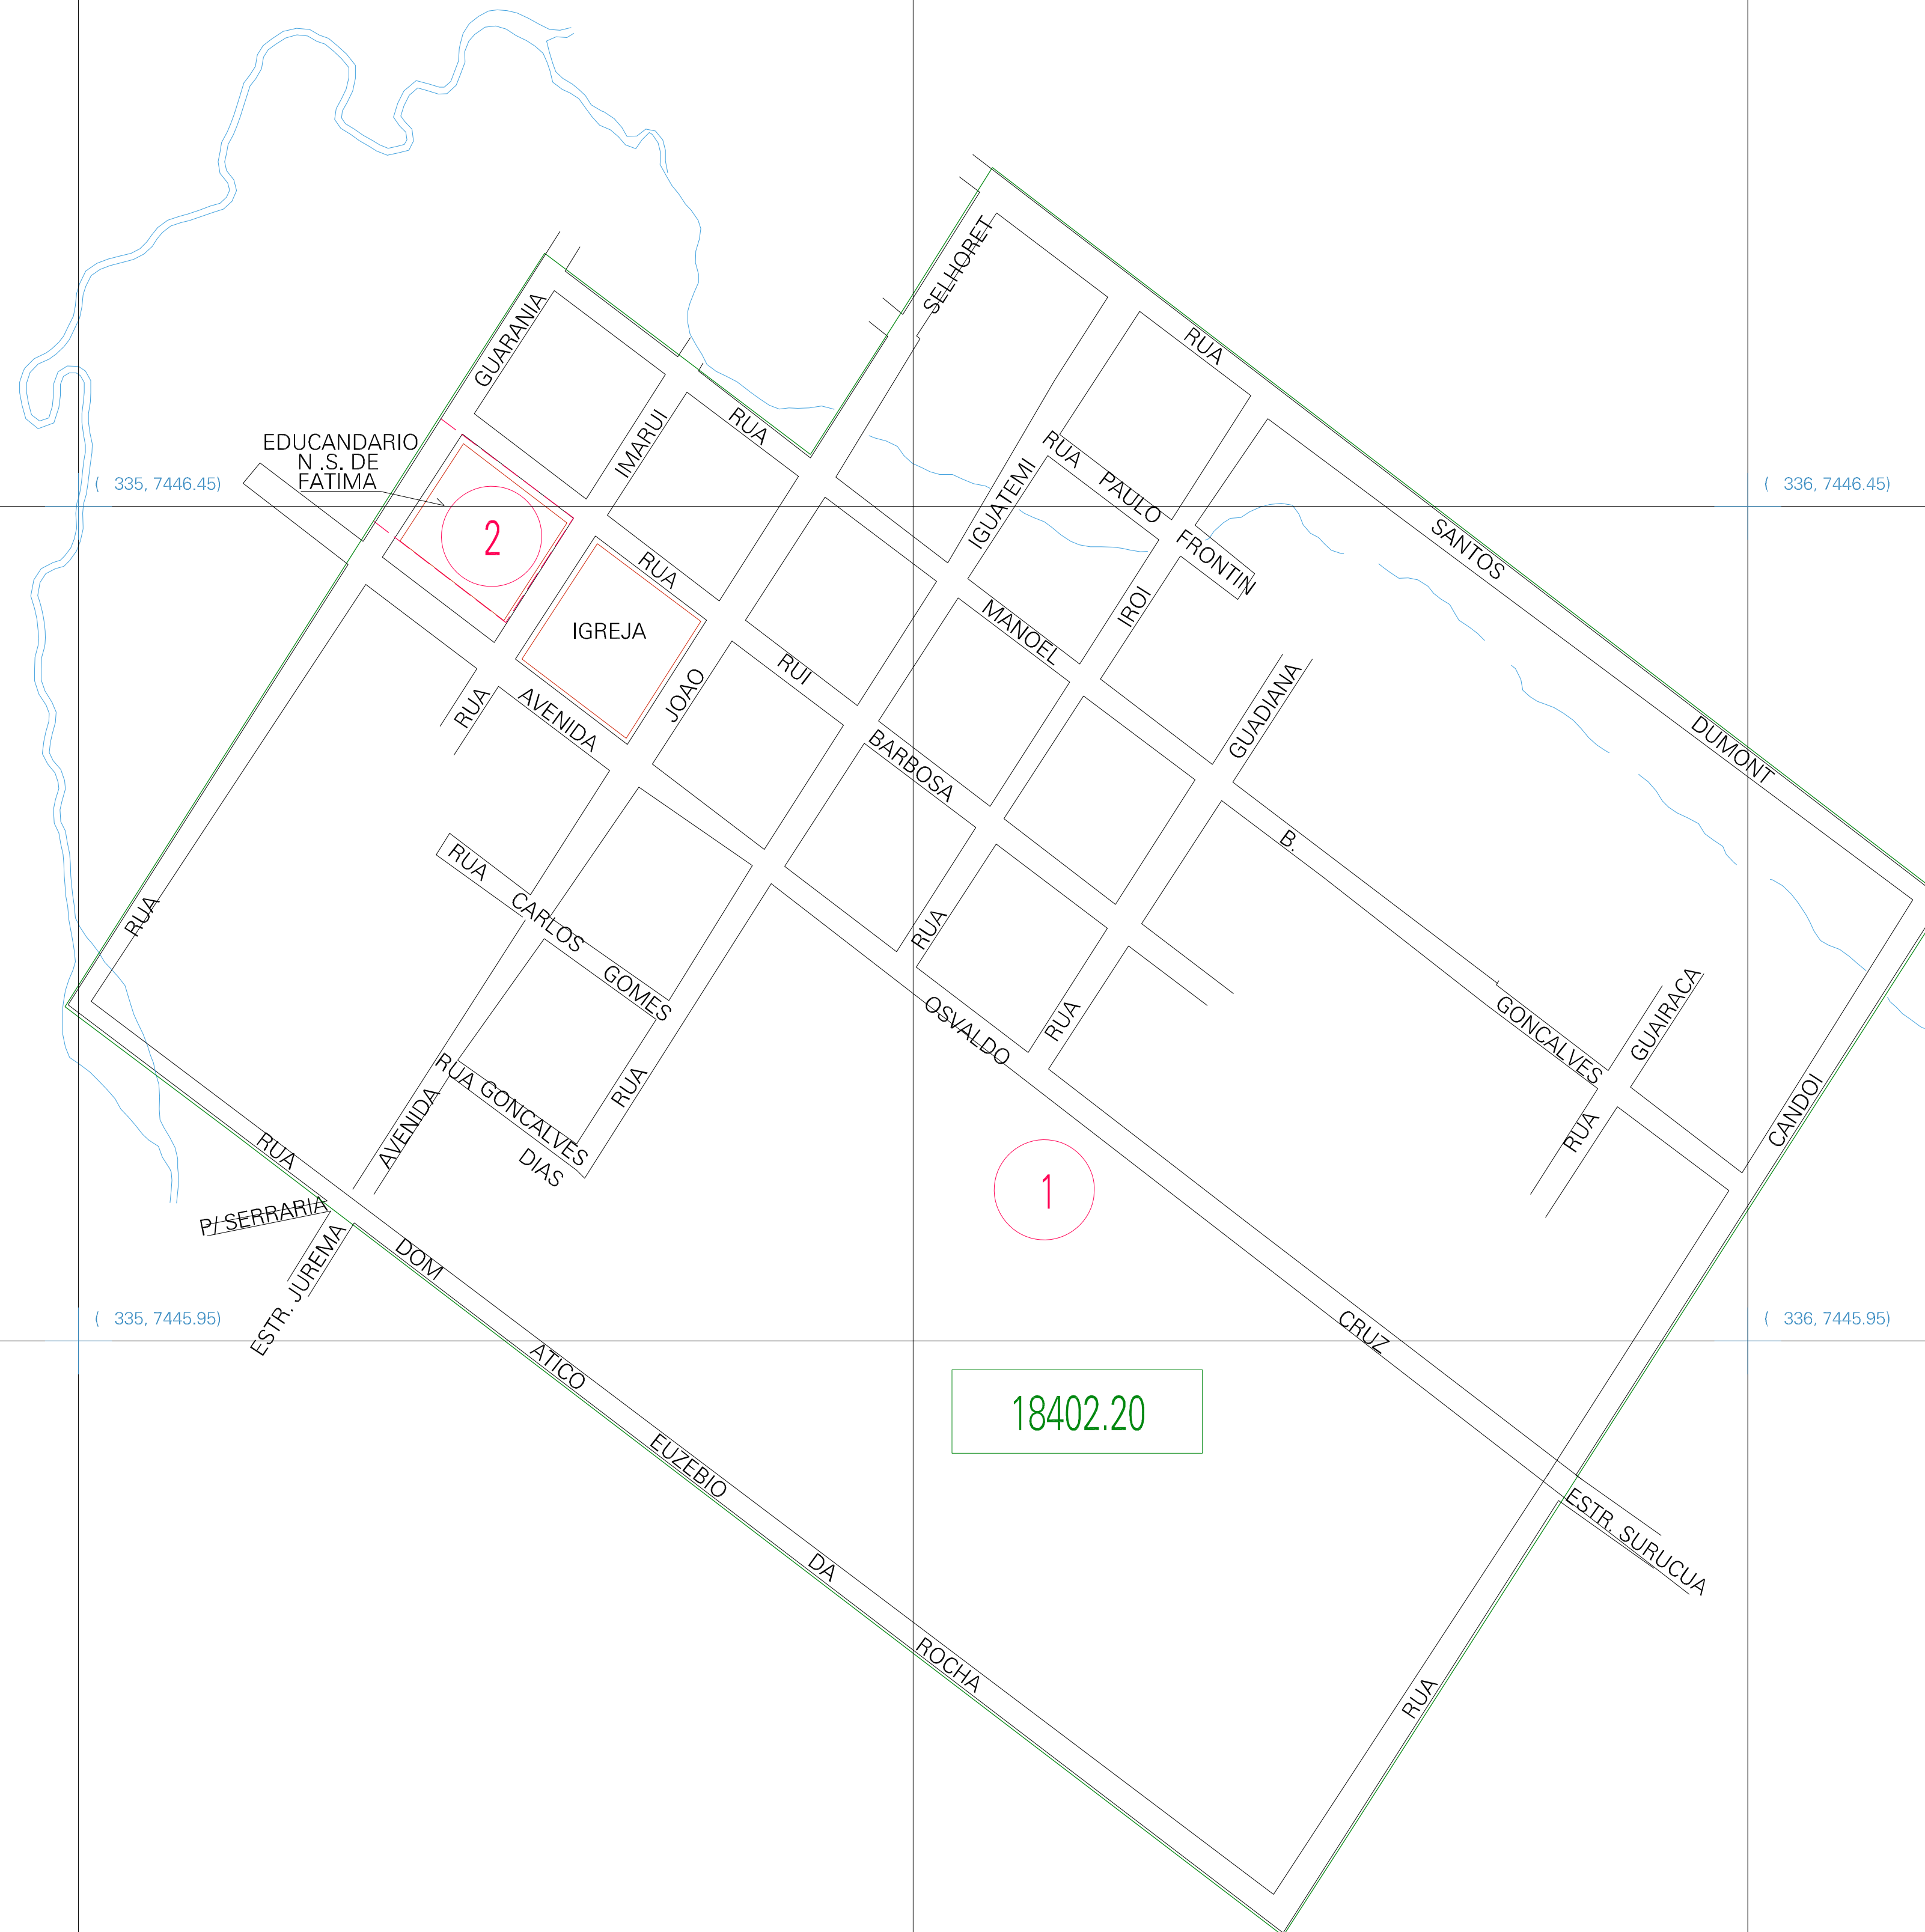 SELHORET
GUARANIA
RUA
IMARUI
RUA
EDUCANDARIO
N .S. DE
FATIMA
( 335, 7446.45)
( 336, 7446.45)
2
RUA
PAULO
FRONTIN
IGUATEMI
SANTOS
DUMONT
RUA
IGREJA
IROI
MANOEL
RUI
JOAO
GUADIANA
RUA
AVENIDA
BARBOSA
B.
RUA
RUA
CARLOS
GOMES
RUA
OSVALDO
RUA
GONCALVES
GUAIRACA
RUA
GONCALVES
DIAS
RUA
AVENIDA
CANDOI
RUA
RUA
1
P/ SERRARIA
ESTR. JUREMA
DOM
( 335, 7445.95)
( 336, 7445.95)
CRUZ
ATICO
18402.20
EUZEBIO
ESTR. SURUCUA
DA
ROCHA
RUA